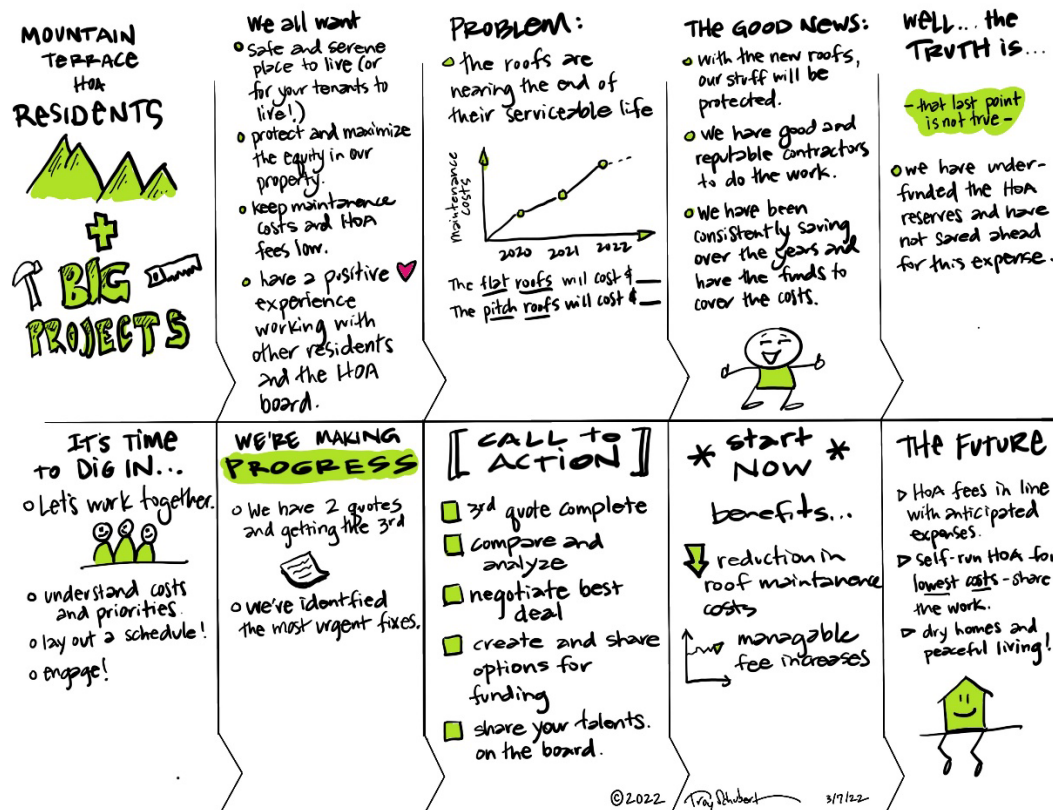 MOUNTAIN
TERRACE
HOA
RESIDENTS
+
BIG
PROJECTS
We all want
safe and serene
place to live (or
for your tenants to
live!)
protect and maximize
the equity in our
property.
keep maintanence
costs and HOA
fees low.
have a positive
experience
working with
other residents
and the HOA
board.
PROBLEM:
the roofs are
nearing the end of
their serviceable life
maintenance
costs
2020 2021 2022
The flat roofs will cost $ __
The pitch roofs will cost $ __
THE GOOD NEWS:
with the new roofs,
our stuff will be
protected.
We have good and
reputable contractors
to do the work.
We have been
consistently saving
over the years and
have the funds to
cover the costs.
WELL... the
TRUTH IS...
- that last point
is not true -
we have under-
funded the HOA
reserves and have
not saved ahead
for this expense.
IT'S TIME
TO DIG IN...
Let's work together.
understand costs
and priorities.
lay out a schedule!
engage!
WE'RE MAKING
PROGRESS
We have 2 quotes
and getting the 3rd
we've identified
the most urgent fixes.
[CALL to
ACTION]
3rd quote complete
compare and
analyze
negotiate best
deal
create and share
options for
funding
share your talents.
on the board.
* start *
NOW
benefits...
reduction in
roof maintanance
costs
managable
fee increases
THE FUTURE
HOA fees in line
with anticipated
expenses.
self-run HOA for
lowest costs - share
the work.
dry homes and
peaceful living!
©2022 Troy Schubert 3/7/22